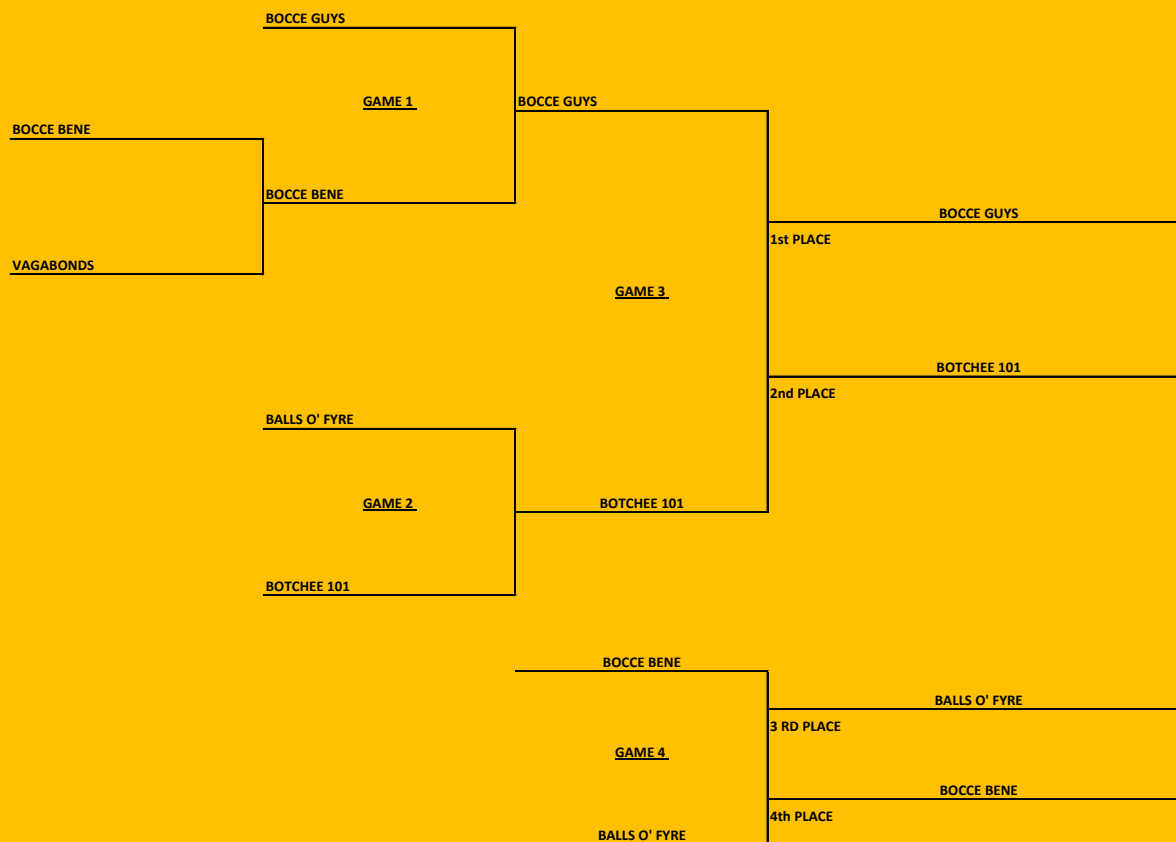 BOCCE GUYS
GAME 1
BOCCE GUYS
BOCCE BENE
BOCCE BENE
BOCCE GUYS
1st PLACE
VAGABONDS
GAME 3
BOTCHEE 101
2nd PLACE
BALLS O' FYRE
GAME 2
BOTCHEE 101
BOTCHEE 101
BOCCE BENE
BALLS O' FYRE
3 RD PLACE
GAME 4
BOCCE BENE
4th PLACE
BALLS O' FYRE